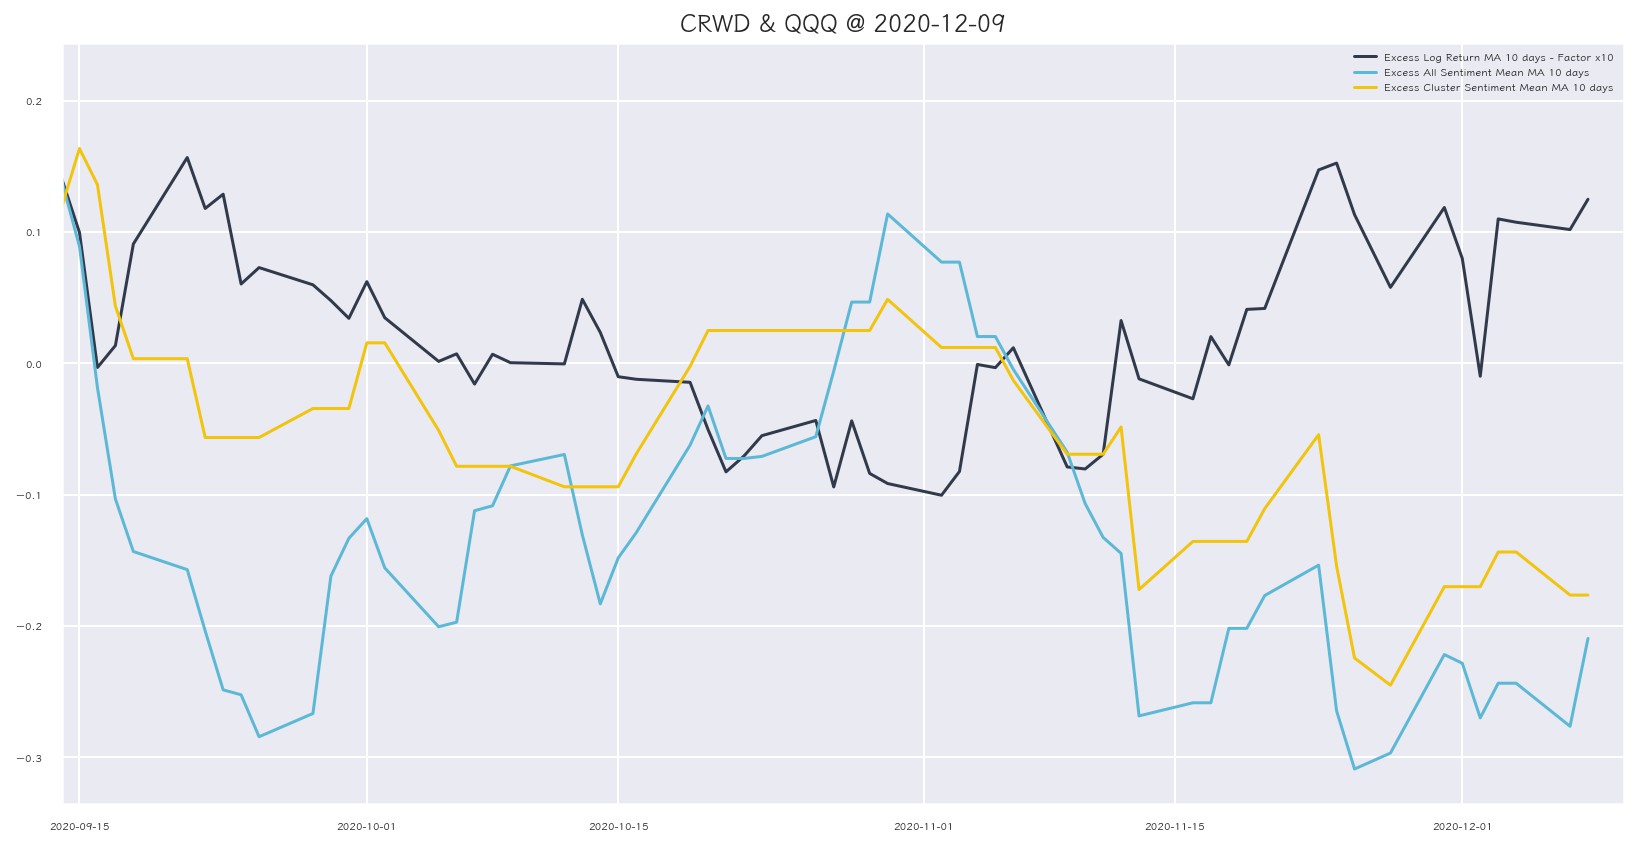 CRWD & QQQ @ 2020-12-09
Excess Log Return MA 10 days - Factor x10
Excess All Sentiment Mean MA 10 days
Excess Cluster Sentiment Mean MA 10 days
0.2
0.1
0.0
−0.1
−0.2
−0.3
2020-09-15 2020-10-01 2020-10-15 2020-11-01 2020-11-15 2020-12-01